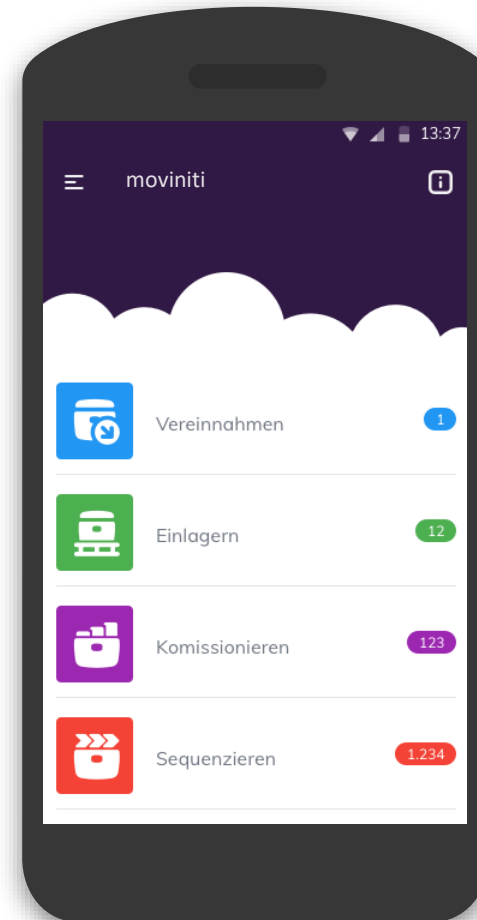 13:37
moviniti
Vereinnahmen 1
Einlagern 12
Komissionieren 123
Sequenzieren 1.234